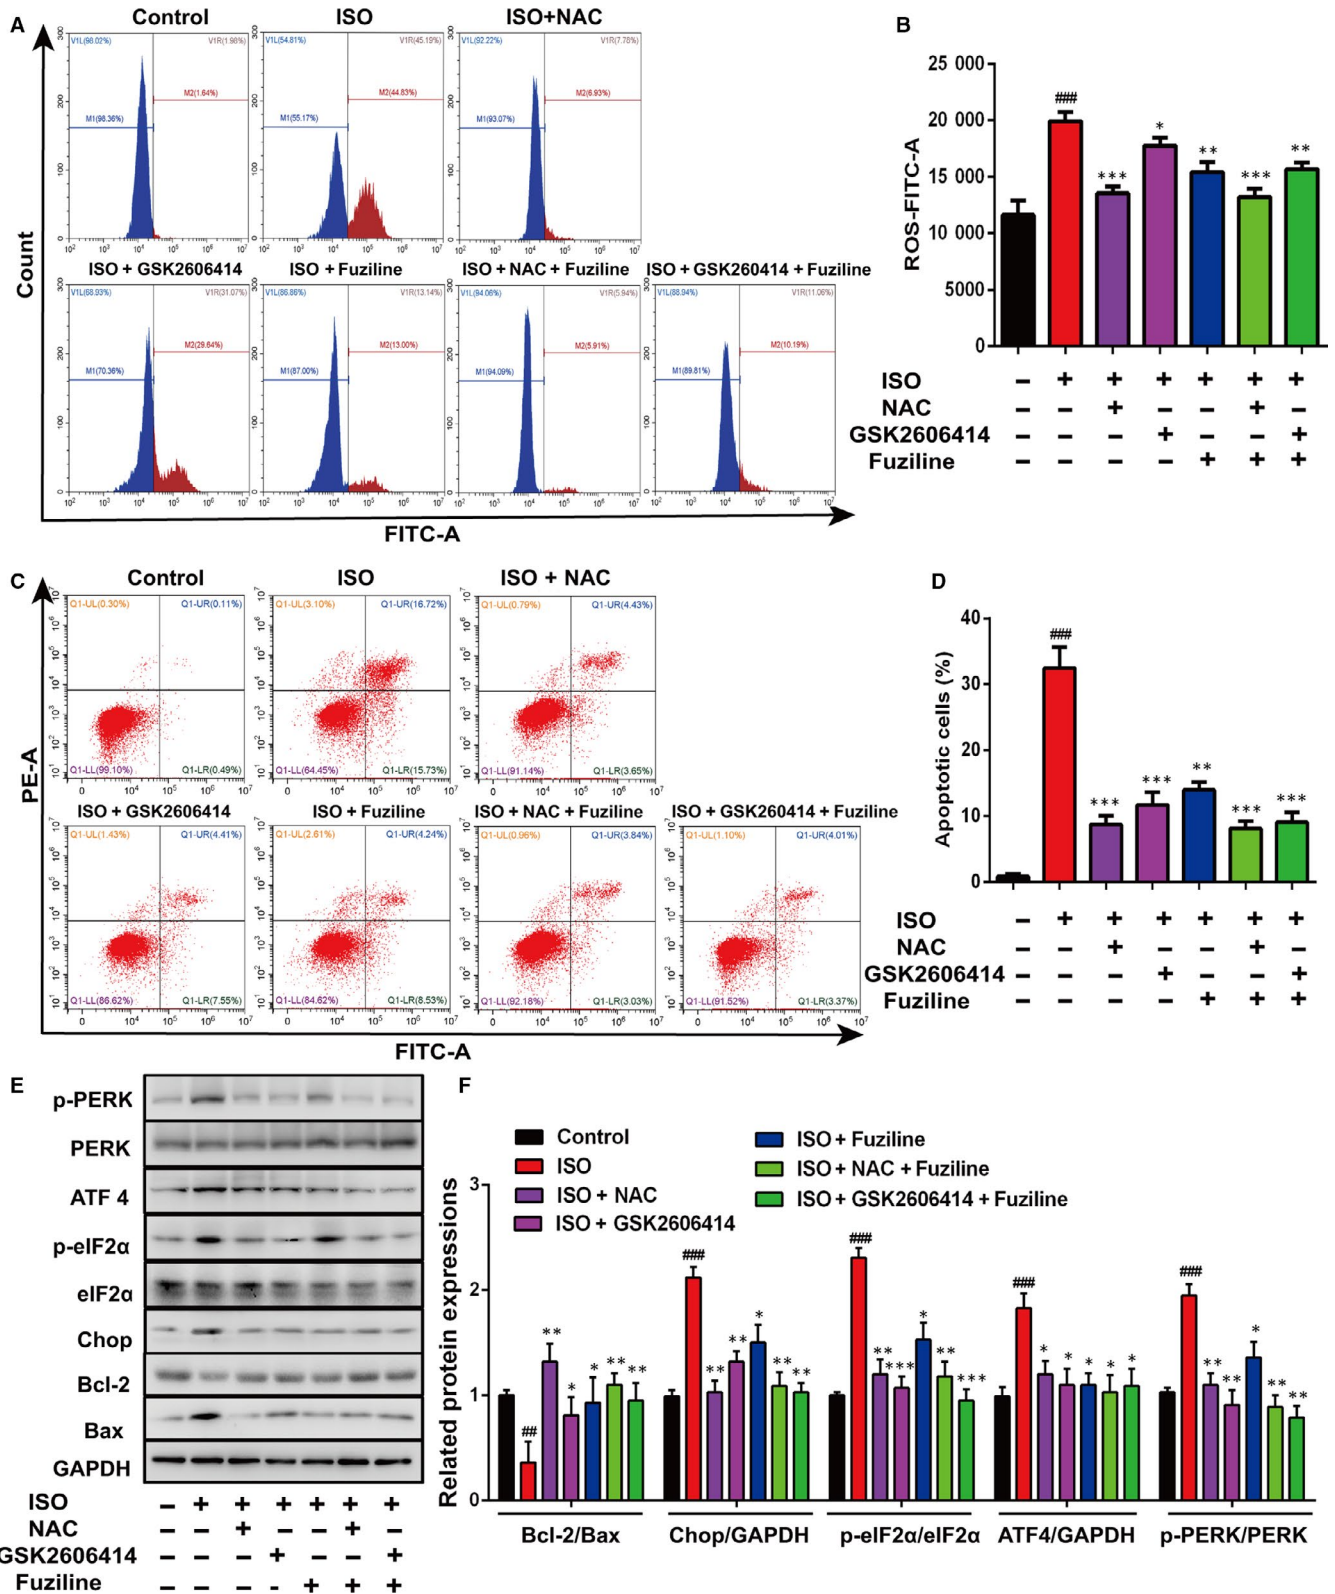 A
Control
ISO
ISO+NAC
V1L(98.02%) V1R(1.98%)
M2(1.64%)
M1(98.36%)
V1L(54.81%) V1R(45.19%)
M2(44.83%)
M1(55.17%)
V1L(92.22%) V1R(7.78%)
M2(6.93%)
M1(93.07%)
ISO + GSK2606414
ISO + Fuziline
ISO + NAC + Fuziline
ISO + GSK260414 + Fuziline
V1L(68.93%) V1R(31.07%)
M2(29.64%)
M1(70.36%)
V1L(86.86%) V1R(13.14%)
M2(13.00%)
M1(87.00%)
V1L(94.06%) V1R(5.94%)
M2(5.91%)
M1(94.09%)
V1L(88.94%) V1R(11.06%)
M2(10.19%)
M1(89.81%)
Count
FITC-A
B
ROS-FITC-A
25 000
20 000
15 000
10 000
5000
0
###
***
*
**
***
**
ISO – + + + + + +
NAC – – + – – + –
GSK2606414 – – – + – – +
Fuziline – – – – + + +
C
Control
ISO
ISO + NAC
Q1-UL(0.30%) Q1-UR(0.11%)
Q1-LL(99.10%) Q1-LR(0.49%)
Q1-UL(3.10%) Q1-UR(16.72%)
Q1-LL(64.45%) Q1-LR(15.73%)
Q1-UL(0.79%) Q1-UR(4.43%)
Q1-LL(91.14%) Q1-LR(3.65%)
ISO + GSK2606414
ISO + Fuziline
ISO + NAC + Fuziline
ISO + GSK260414 + Fuziline
Q1-UL(1.43%) Q1-UR(4.41%)
Q1-LL(86.62%) Q1-LR(7.55%)
Q1-UL(2.61%) Q1-UR(4.24%)
Q1-LL(84.62%) Q1-LR(8.53%)
Q1-UL(0.96%) Q1-UR(3.84%)
Q1-LL(92.18%) Q1-LR(3.03%)
Q1-UL(1.10%) Q1-UR(4.01%)
Q1-LL(91.52%) Q1-LR(3.37%)
PE-A
FITC-A
D
Apoptotic cells (%)
40
30
20
10
0
###
***
***
**
***
***
ISO – + + + + + +
NAC – – + – – + –
GSK2606414 – – – + – – +
Fuziline – – – – + + +
E
p-PERK
PERK
ATF 4
p-eIF2α
eIF2α
Chop
Bcl-2
Bax
GAPDH
ISO – + + + + + +
NAC – – + – – + –
GSK2606414 – – – + – – +
Fuziline – – – - + + +
F
Control
ISO
ISO + NAC
ISO + GSK2606414
ISO + Fuziline
ISO + NAC + Fuziline
ISO + GSK2606414 + Fuziline
Related protein expressions
3
2
1
0
## ** * * ** **
### ** ** * ** **
### ** *** * ** ***
### * * * * *
### ** ** * ** **
Bcl-2/Bax
Chop/GAPDH
p-eIF2α/eIF2α
ATF4/GAPDH
p-PERK/PERK